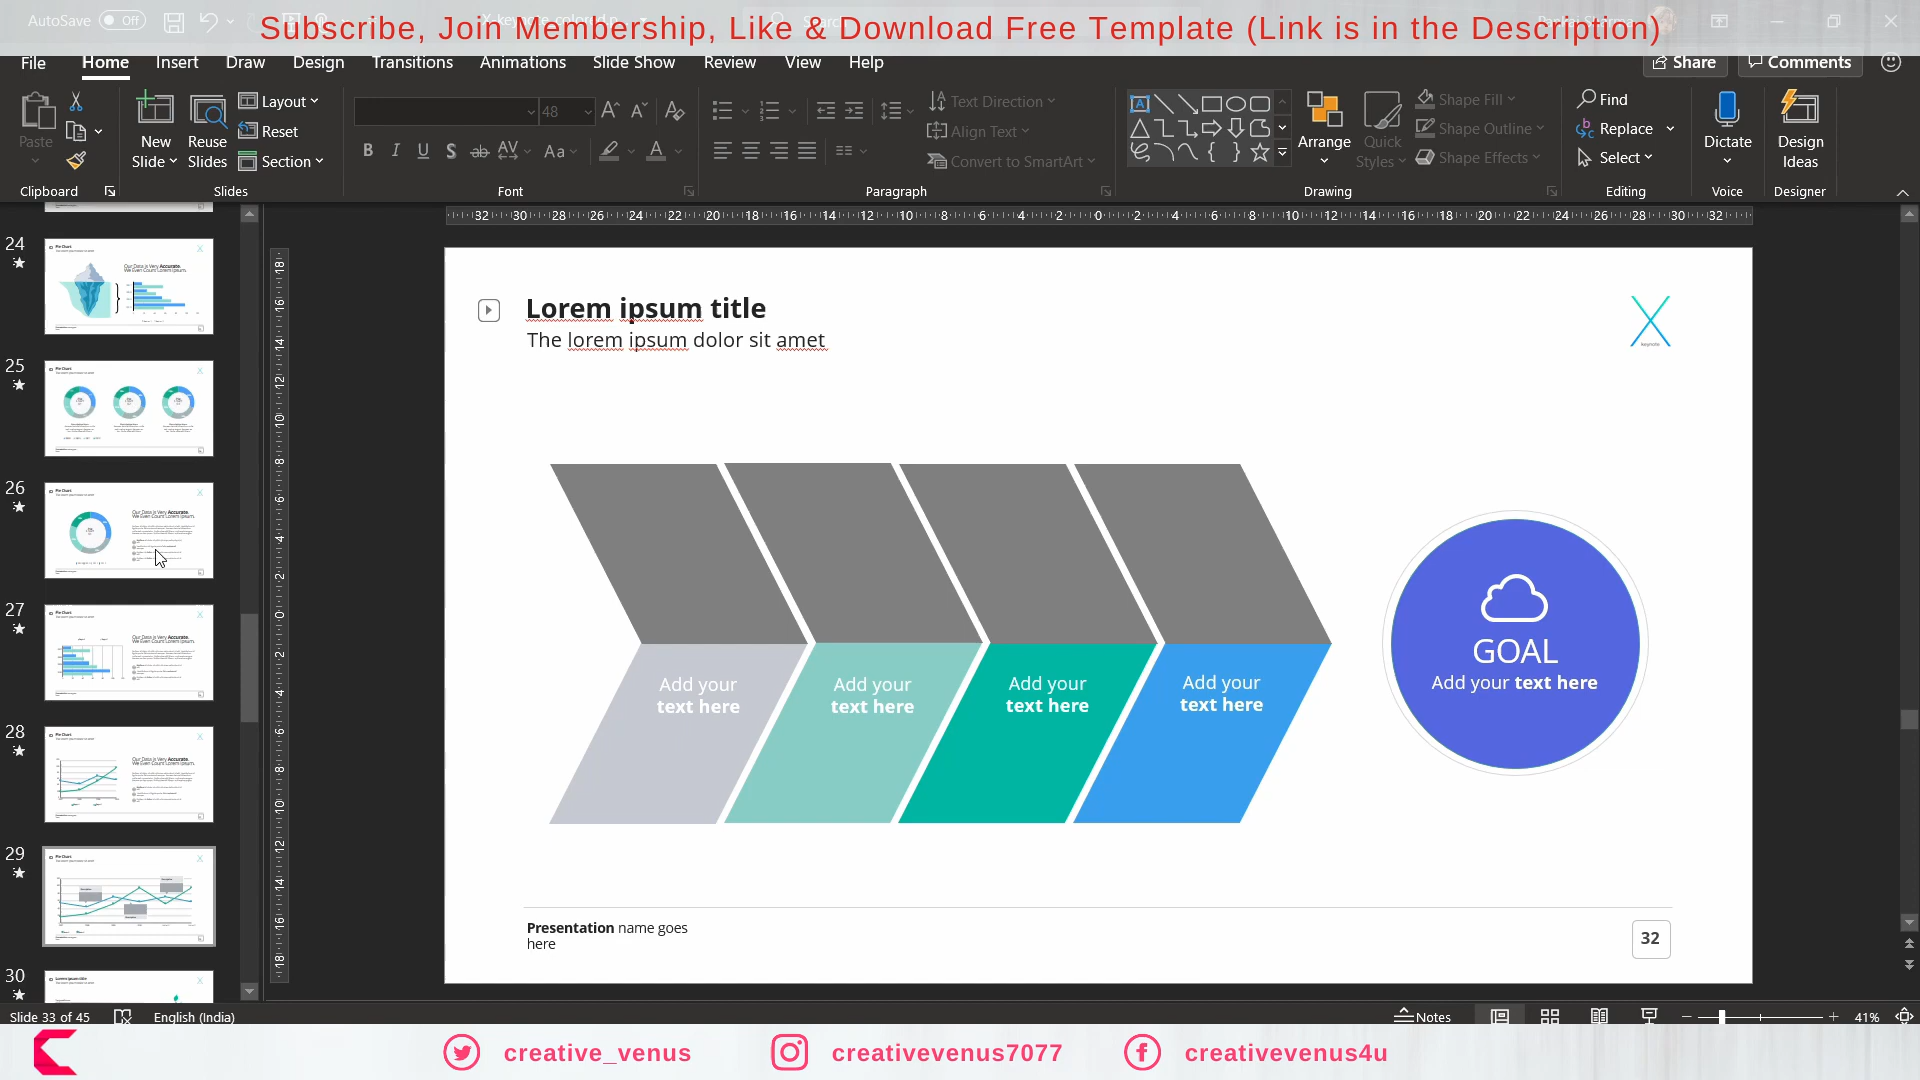 AutoSave Off
Subscribe, Join Membership, Like & Download Free Template (Link is in the Description)
File Home Insert Draw Design Transitions Animations Slide Show Review View Help Share Comments
Paste
New Slide
Reuse Slides
Layout
Reset
Section
48
B I U S ab AV Aa A
Text Direction
Align Text
Convert to SmartArt
Arrange
Quick Styles
Shape Fill
Shape Outline
Shape Effects
Find
Replace
Select
Dictate
Design Ideas
Clipboard Slides Font Paragraph Drawing Editing Voice Designer
24
25
26
27
28
29
30
Lorem ipsum title
The lorem ipsum dolor sit amet
keynote
Add your
text here
Add your
text here
Add your
text here
Add your
text here
GOAL
Add your text here
Presentation name goes
here
32
Slide 33 of 45 English (India) Notes 41%
creative_venus creativevenus7077 creativevenus4u